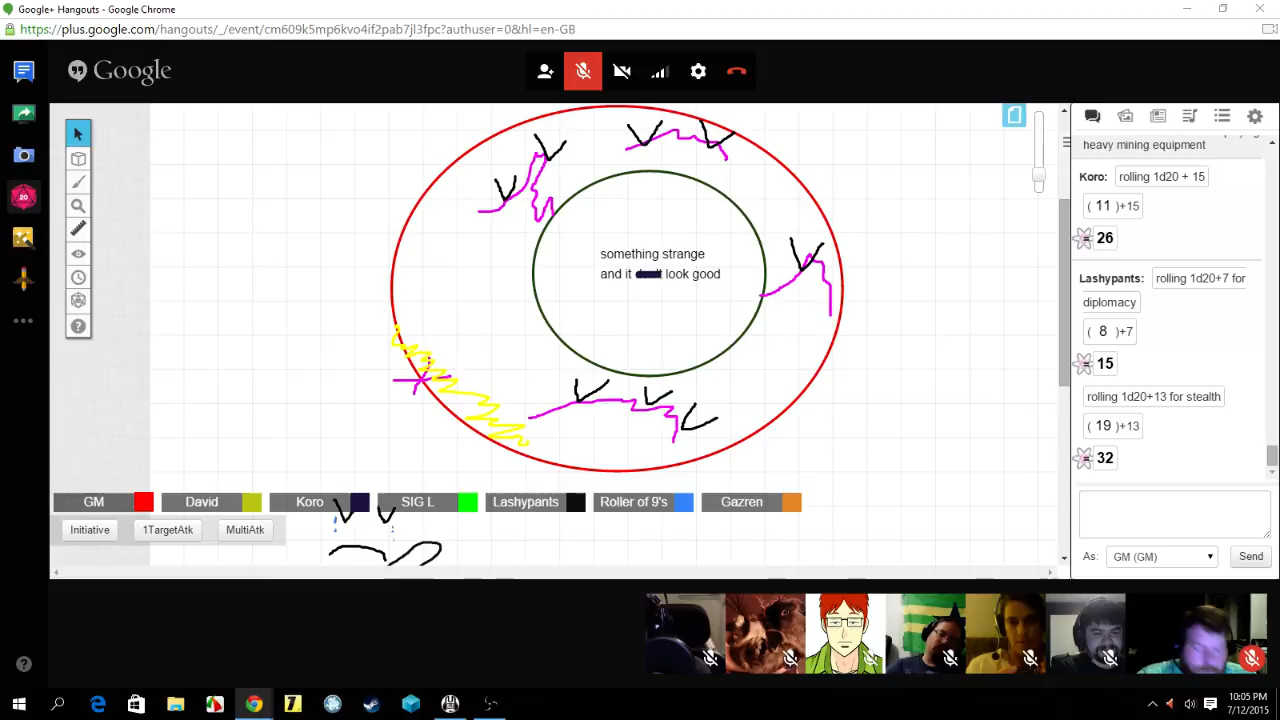 Google+ Hangouts - Google Chrome
https://plus.google.com/hangouts/_/event/cm609k5mp6kvo4if2pab7jl3fpc?authuser=0&hl=en-GB
Google
heavy mining equipment
Koro: rolling 1d20 + 15
( 11 )+15
= 26
Lashypants: rolling 1d20+7 for
diplomacy
( 8 )+7
= 15
rolling 1d20+13 for stealth
( 19 )+13
= 32
something strange
and it look good
GM David Koro SIG L Lashypants Roller of 9's Gazren
Initiative 1TargetAtk MultiAtk
As: GM (GM) Send
10:05 PM
7/12/2015